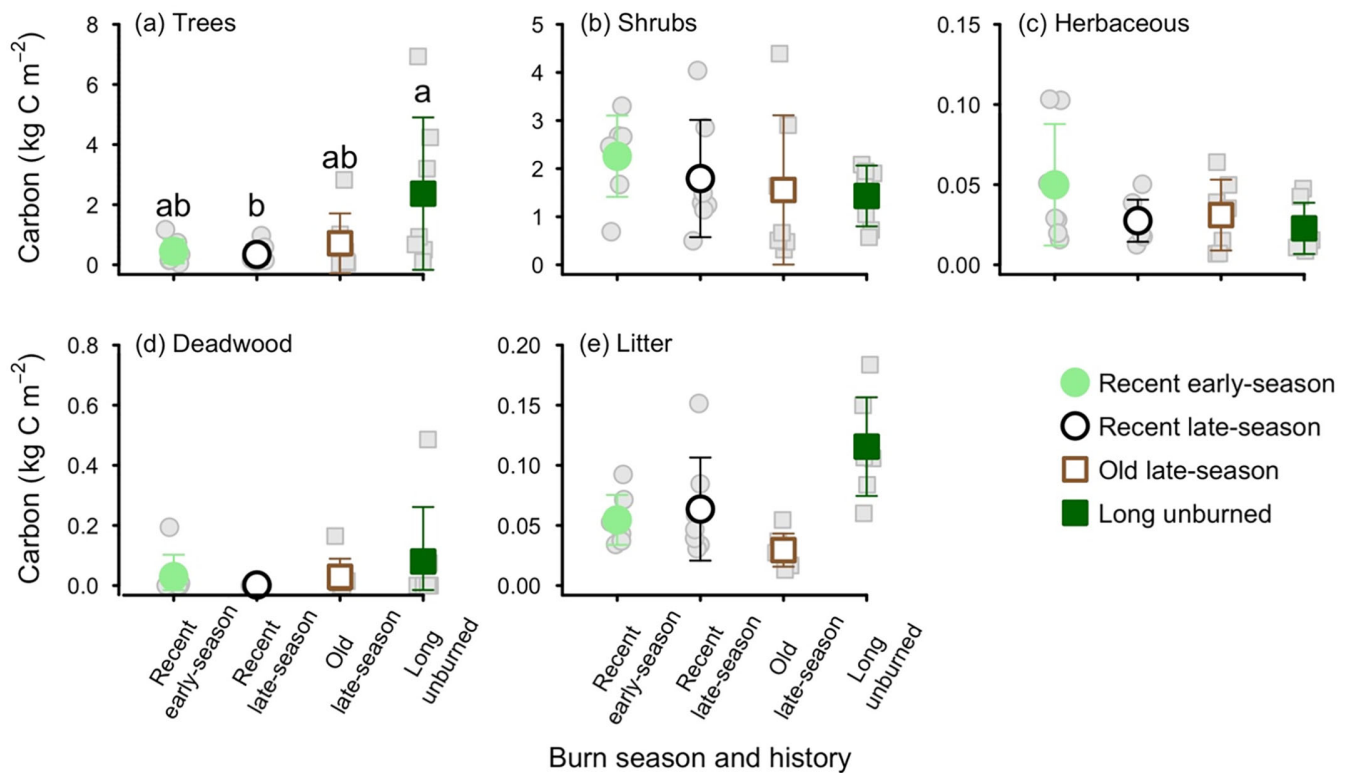 (a) Trees
Carbon (kg C m⁻²)
8
6
4
2
0
ab
b
ab
a
(b) Shrubs
5
4
3
2
1
0
(c) Herbaceous
0.15
0.10
0.05
0.00
(d) Deadwood
Carbon (kg C m⁻²)
0.8
0.6
0.4
0.2
0.0
Recent
early-season
Recent
late-season
Old
late-season
Long
unburned
(e) Litter
0.20
0.15
0.10
0.05
0.00
Recent
early-season
Recent
late-season
Old
late-season
Long
unburned
Recent early-season
Recent late-season
Old late-season
Long unburned
Burn season and history